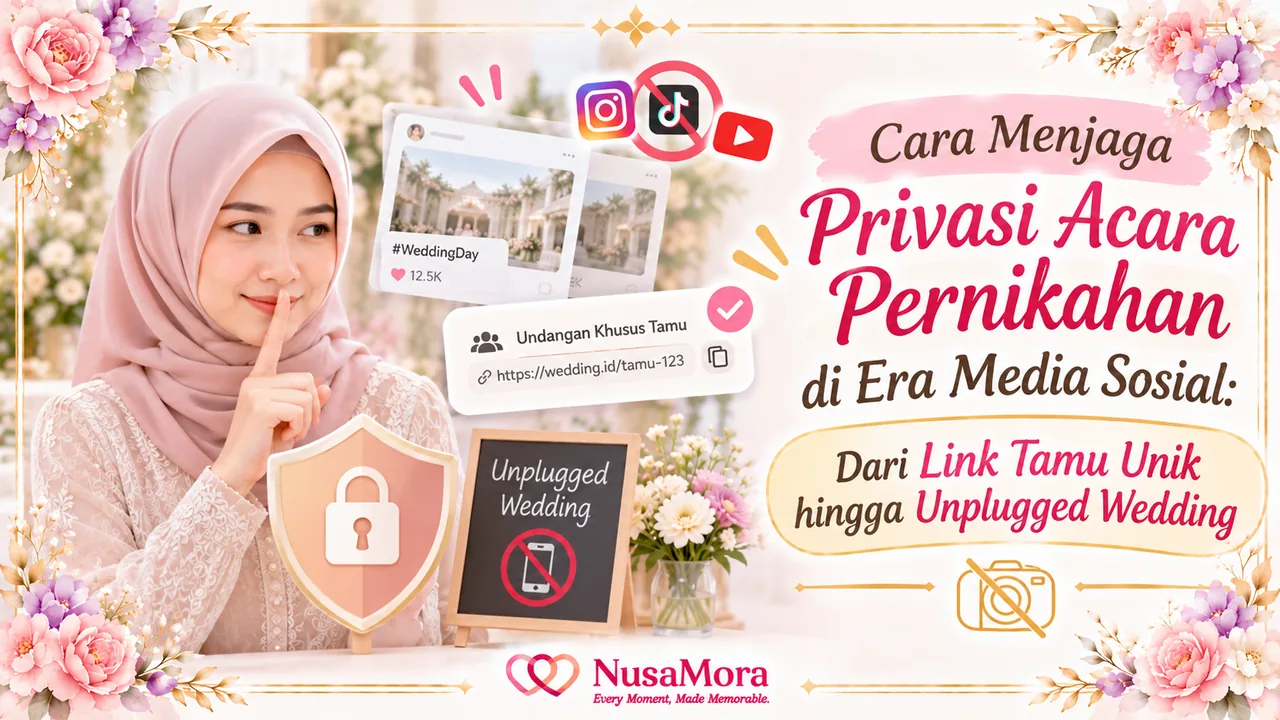 #WeddingDay
12.5K
Undangan Khusus Tamu
https://wedding.id/tamu-123
Unplugged
Wedding
Cara Menjaga
Privasi Acara
Pernikahan
di Era Media Sosial:
Dari Link Tamu Unik
hingga Unplugged Wedding
NusaMora
Every Moment, Made Memorable.